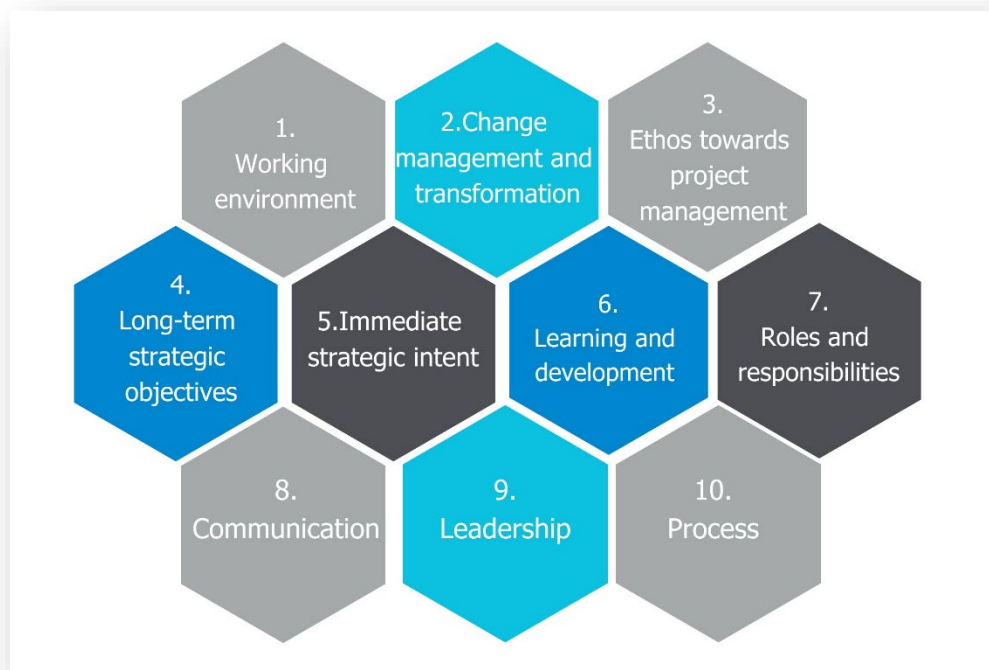 1.
Working
environment
2.Change
management and
transformation
3.
Ethos towards
project
management
4.
Long-term
strategic
objectives
5.Immediate
strategic intent
6.
Learning and
development
7.
Roles and
responsibilities
8.
Communication
9.
Leadership
10.
Process